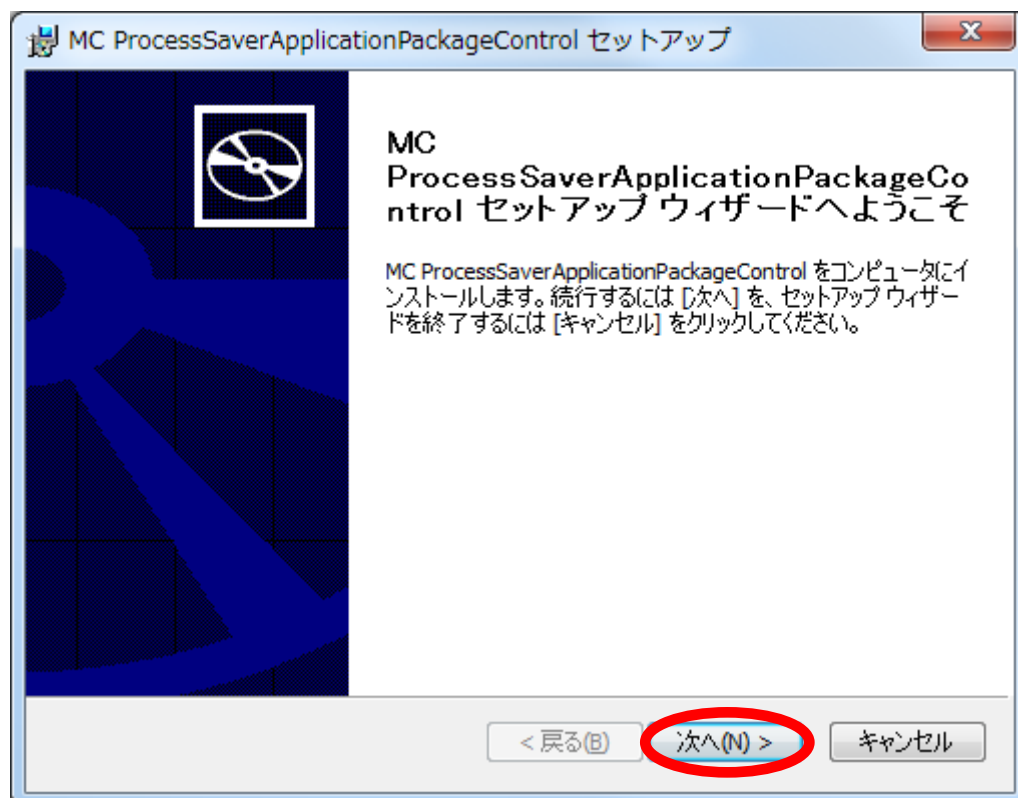 MC ProcessSaverApplicationPackageControl セットアップ
MC
ProcessSaverApplicationPackageCo
ntrol セットアップ ウィザードへようこそ
MC ProcessSaverApplicationPackageControl をコンピュータにイ
ンストールします。続行するには [次へ] を、セットアップ ウィザー
ドを終了するには [キャンセル] をクリックしてください。
< 戻る(B) 次へ(N) > キャンセル